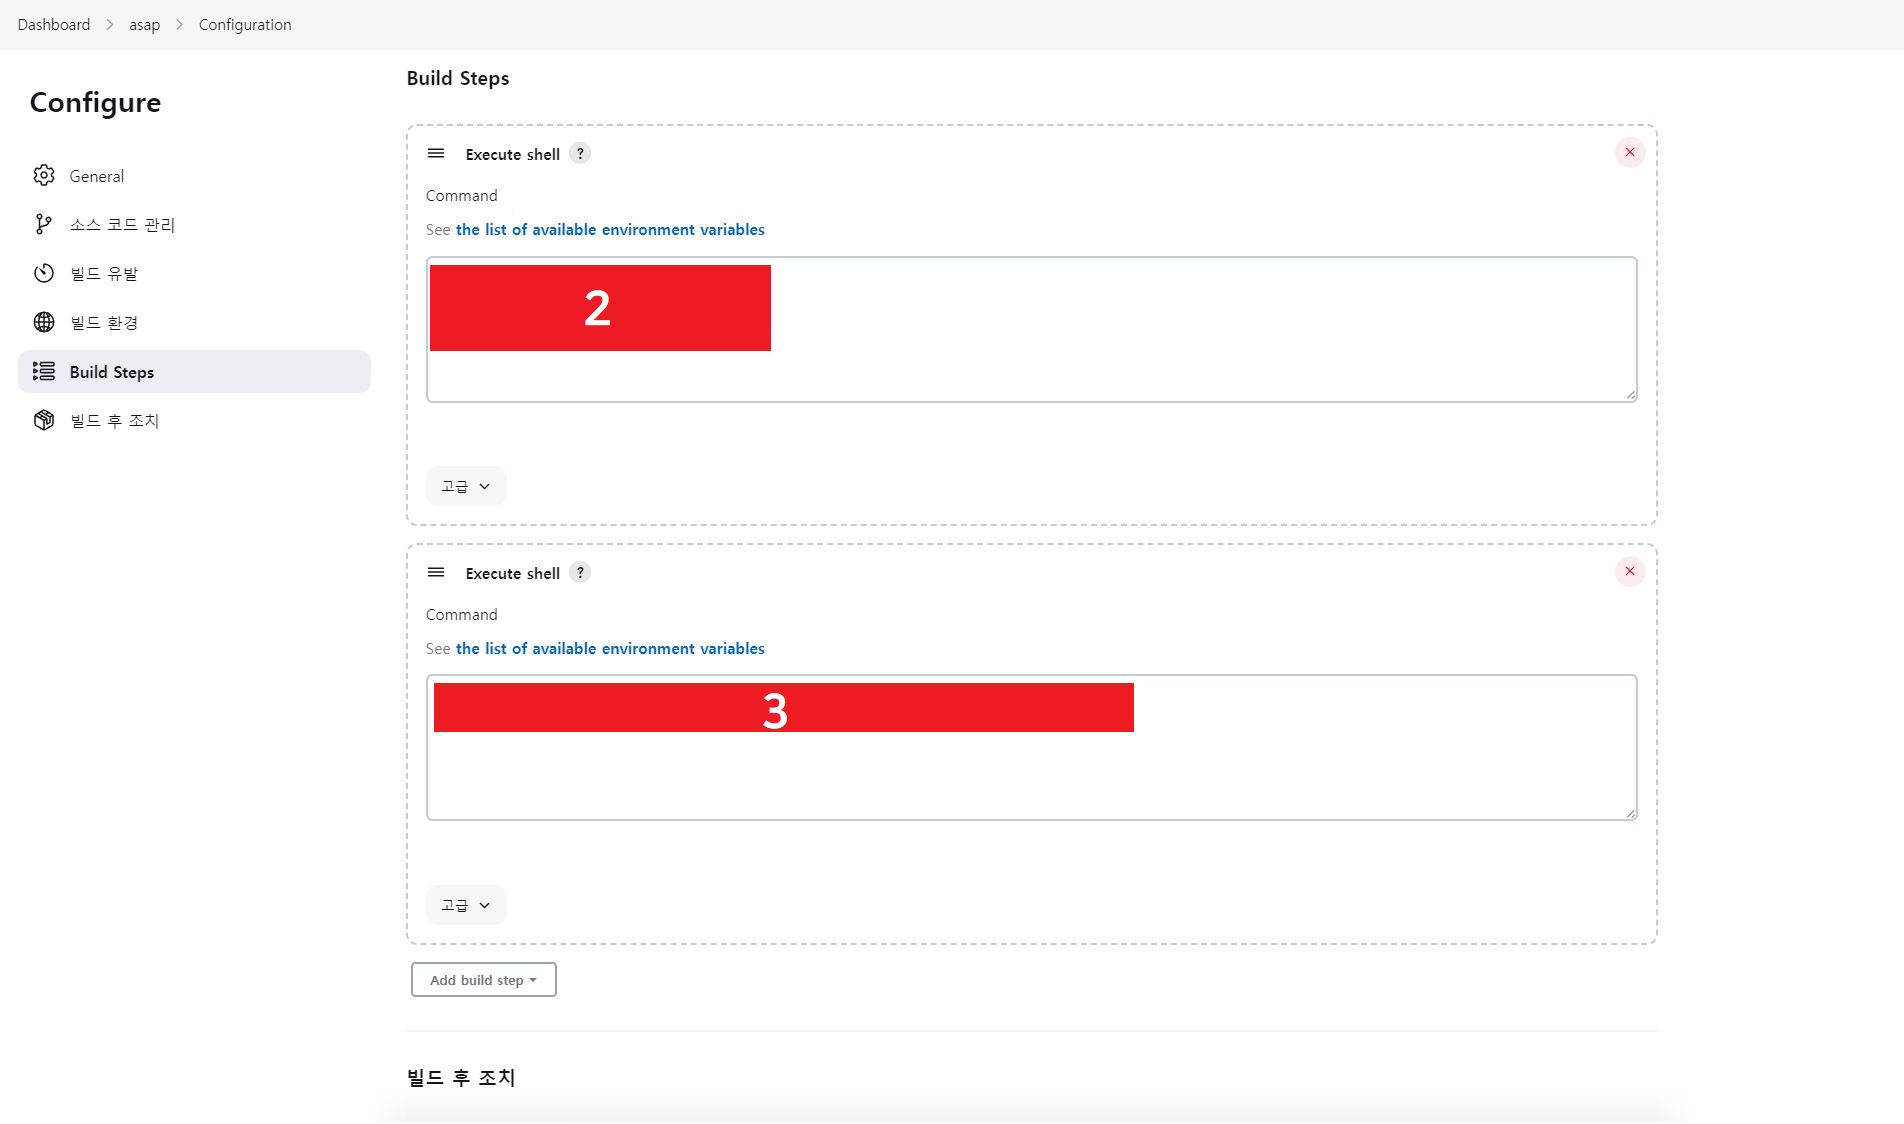 Dashboard > asap > Configuration
Configure
General
소스 코드 관리
빌드 유발
빌드 환경
Build Steps
빌드 후 조치
Build Steps
Execute shell ?
Command
See the list of available environment variables
2
고급
Execute shell ?
Command
See the list of available environment variables
3
고급
Add build step
빌드 후 조치